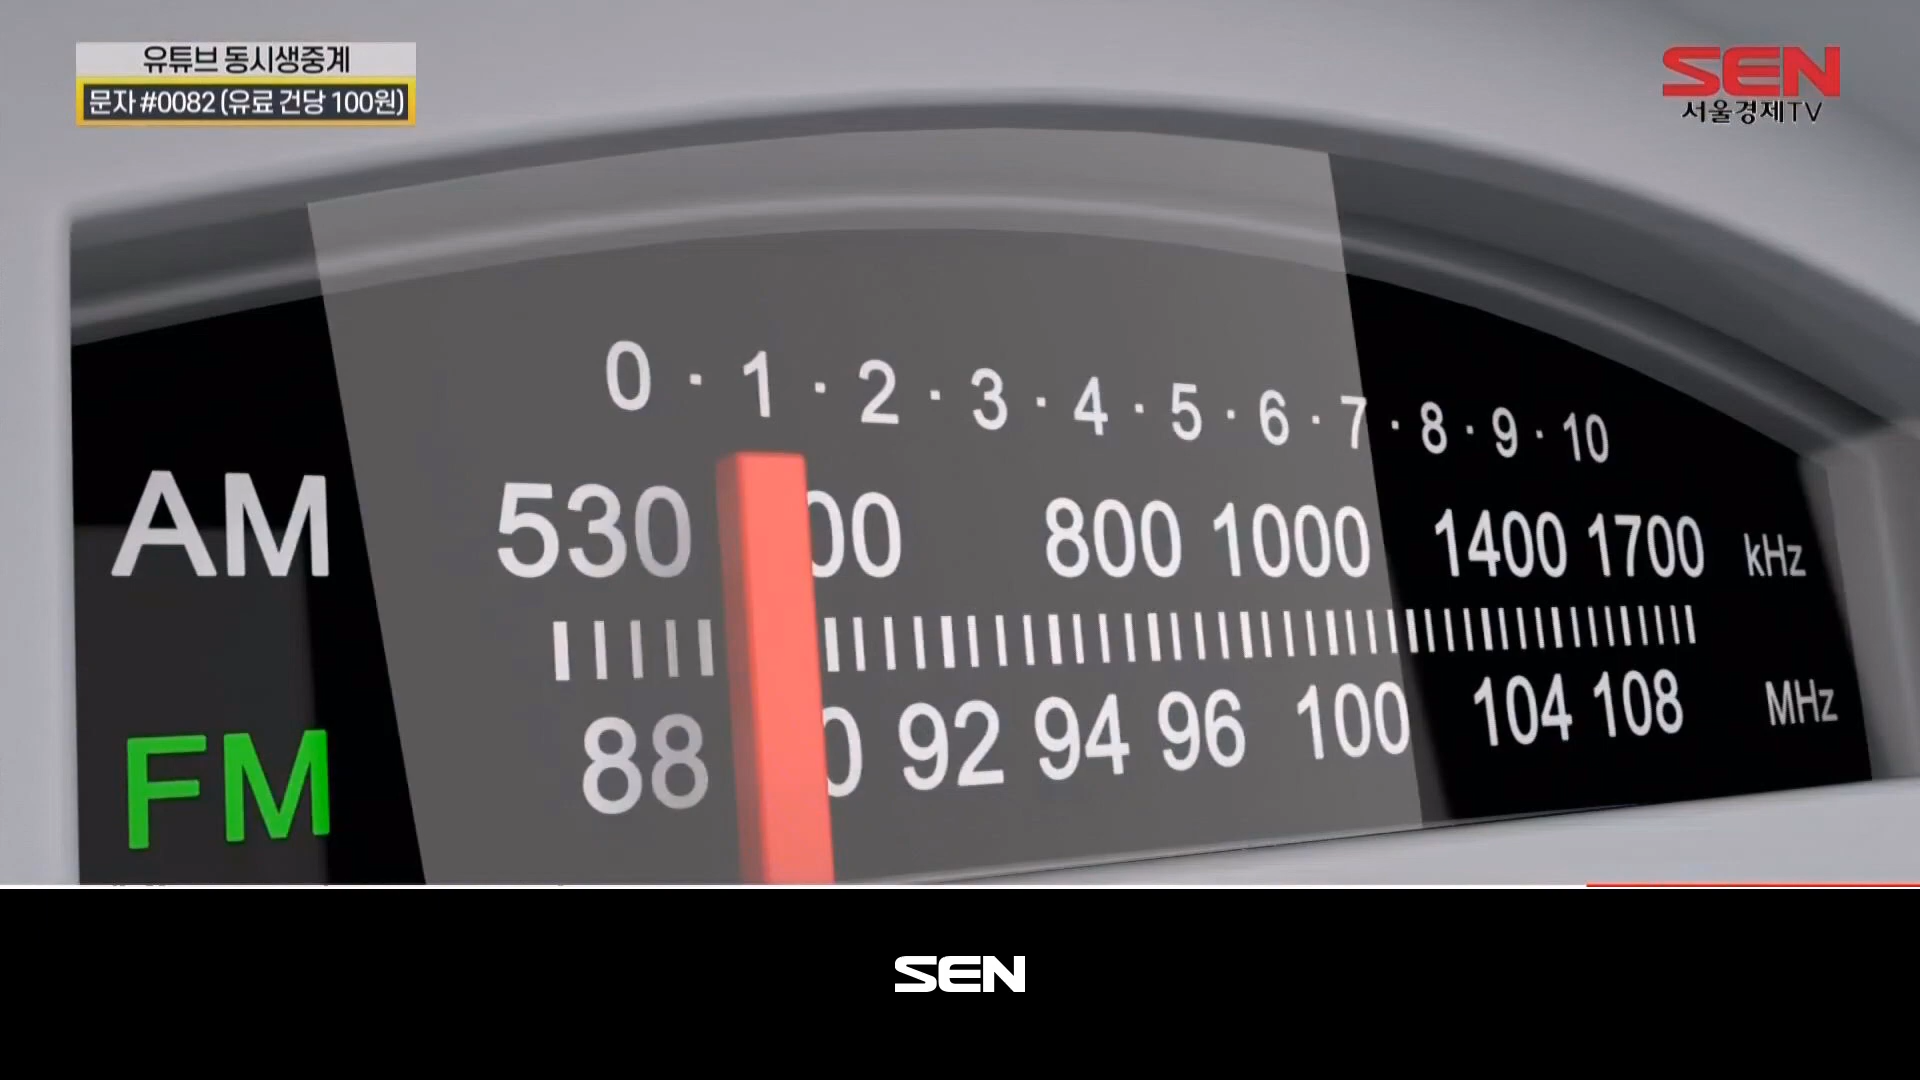 유튜브 동시생중계
문자 #0082 (유료 건당 100원)
SEN
서울경제TV
0 · 1 · 2 · 3 · 4 · 5 · 6 · 7 · 8 · 9 · 10
AM 530 00 800 1000 1400 1700 kHz
FM 88 0 92 94 96 100 104 108 MHz
SEN